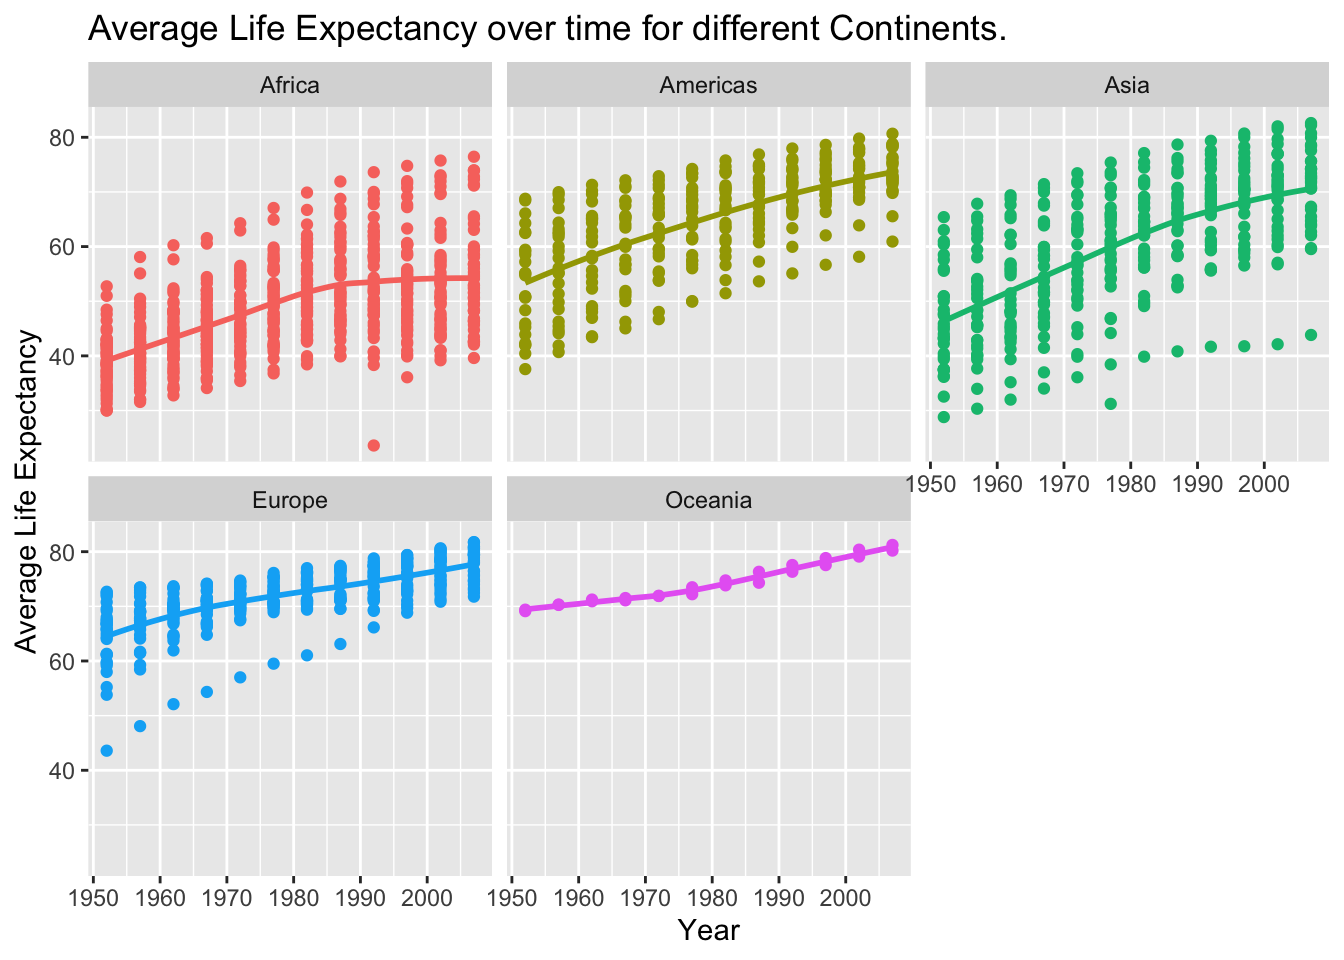 Average Life Expectancy over time for different Continents.
Africa
Americas
Asia
80
60
40
1950 1960 1970 1980 1990 2000
Europe
Oceania
80
60
40
1950 1960 1970 1980 1990 2000
1950 1960 1970 1980 1990 2000
Year
Average Life Expectancy